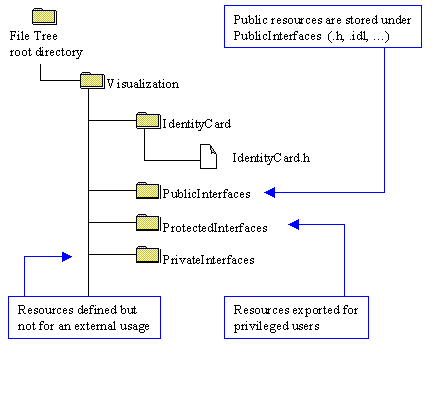 File Tree
root directory
Public resources are stored under
PublicInterfaces (.h, .idl, …)
Visualization
IdentityCard
IdentityCard.h
PublicInterfaces
ProtectedInterfaces
PrivateInterfaces
Resources defined but
not for an external usage
Resources exported for
privileged users